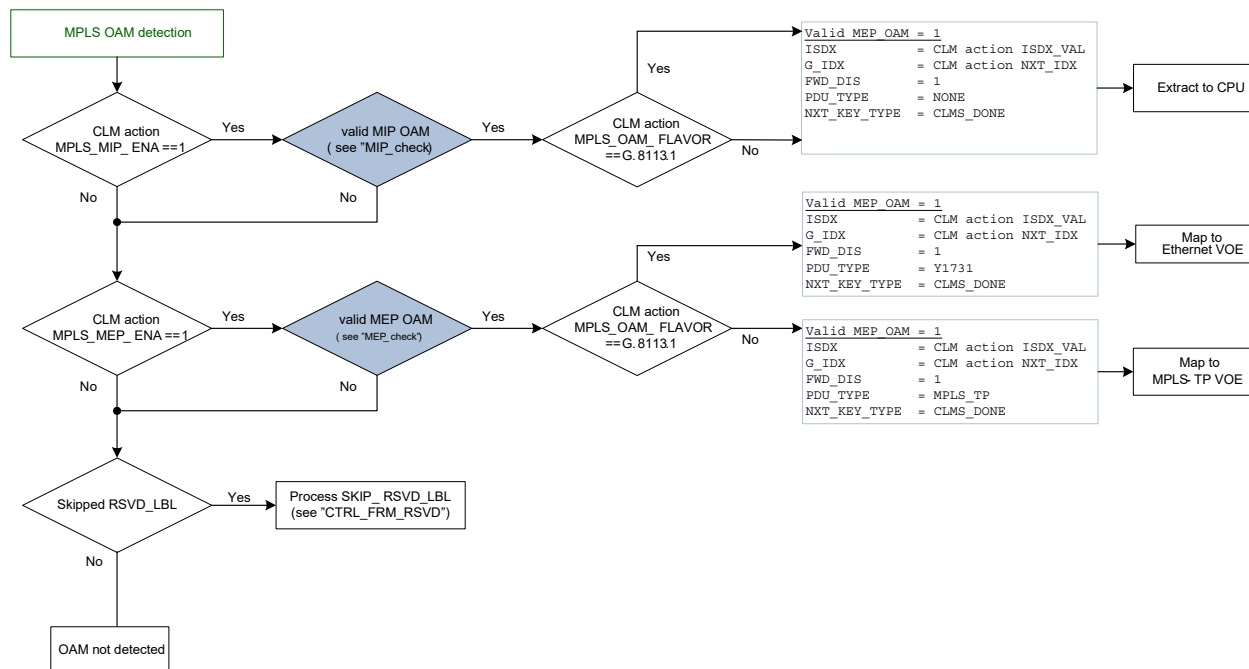 MPLS OAM detection
CLM action
MPLS_MIP_ ENA ==1
Yes
No
valid MIP OAM
( see "MIP_check)
Yes
No
CLM action
MPLS_OAM_ FLAVOR
==G. 8113.1
Yes
No
Valid MEP_OAM = 1
ISDX = CLM action ISDX_VAL
G_IDX = CLM action NXT_IDX
FWD_DIS = 1
PDU_TYPE = NONE
NXT_KEY_TYPE = CLMS_DONE
Extract to CPU
CLM action
MPLS_MEP_ ENA ==1
Yes
No
valid MEP OAM
( see "MEP_check")
Yes
No
CLM action
MPLS_OAM_ FLAVOR
==G. 8113.1
Yes
No
Valid MEP_OAM = 1
ISDX = CLM action ISDX_VAL
G_IDX = CLM action NXT_IDX
FWD_DIS = 1
PDU_TYPE = Y1731
NXT_KEY_TYPE = CLMS_DONE
Map to
Ethernet VOE
Valid MEP_OAM = 1
ISDX = CLM action ISDX_VAL
G_IDX = CLM action NXT_IDX
FWD_DIS = 1
PDU_TYPE = MPLS_TP
NXT_KEY_TYPE = CLMS_DONE
Map to
MPLS- TP VOE
Skipped RSVD_LBL
Yes
No
Process SKIP_ RSVD_LBL
(see "CTRL_FRM_RSVD")
OAM not detected